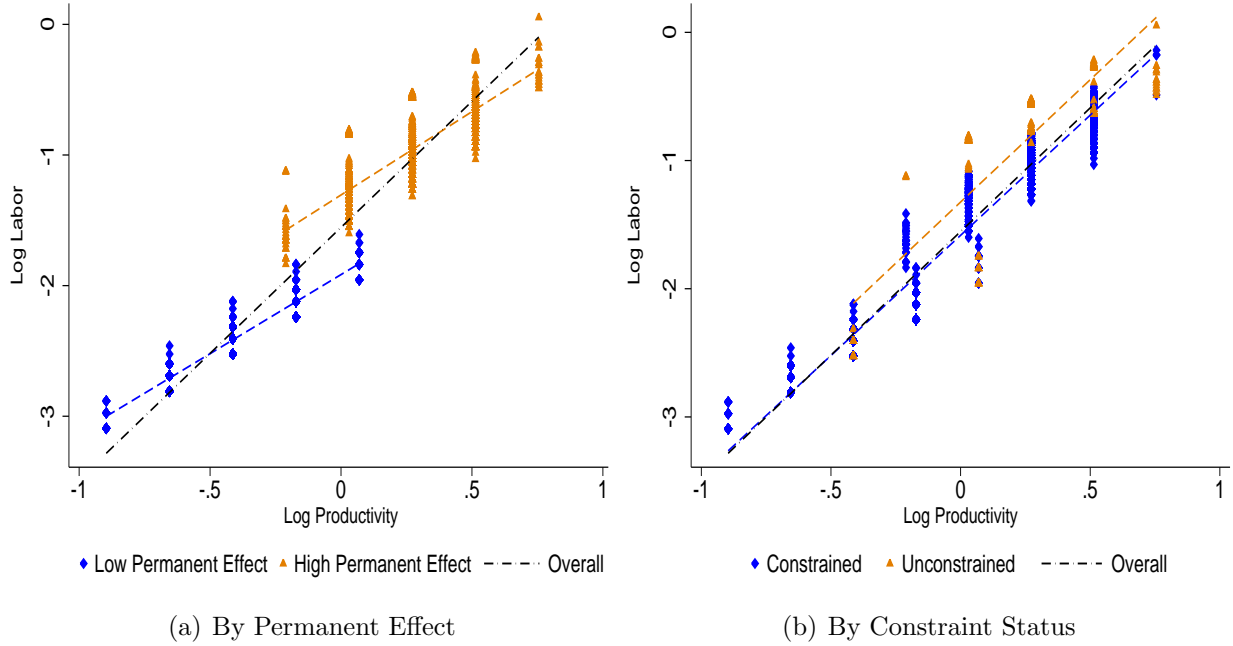 0
-1
-2
-3
Log Labor
-1
-.5
0
.5
1
Log Productivity
Low Permanent Effect
High Permanent Effect
Overall
(a) By Permanent Effect
0
-1
-2
-3
Log Labor
-1
-.5
0
.5
1
Log Productivity
Constrained
Unconstrained
Overall
(b) By Constraint Status